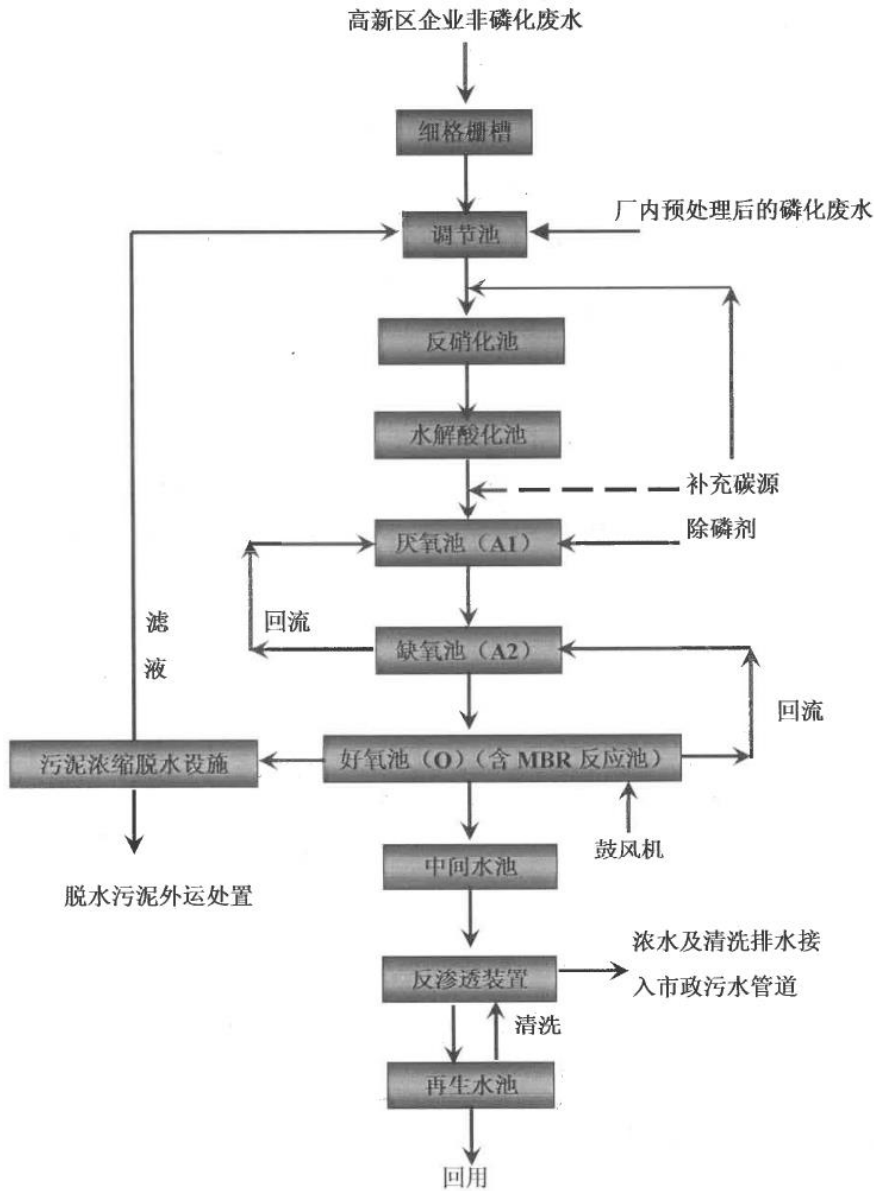 高新区企业非磷化废水
细格栅槽
厂内预处理后的磷化废水
调节池
反硝化池
水解酸化池
补充碳源
除磷剂
厌氧池（A1）
回流
滤
液
缺氧池（A2）
回流
污泥浓缩脱水设施
好氧池（O）（含 MBR 反应池）
鼓风机
中间水池
脱水污泥外运处置
浓水及清洗排水接
入市政污水管道
反渗透装置
清洗
再生水池
回用